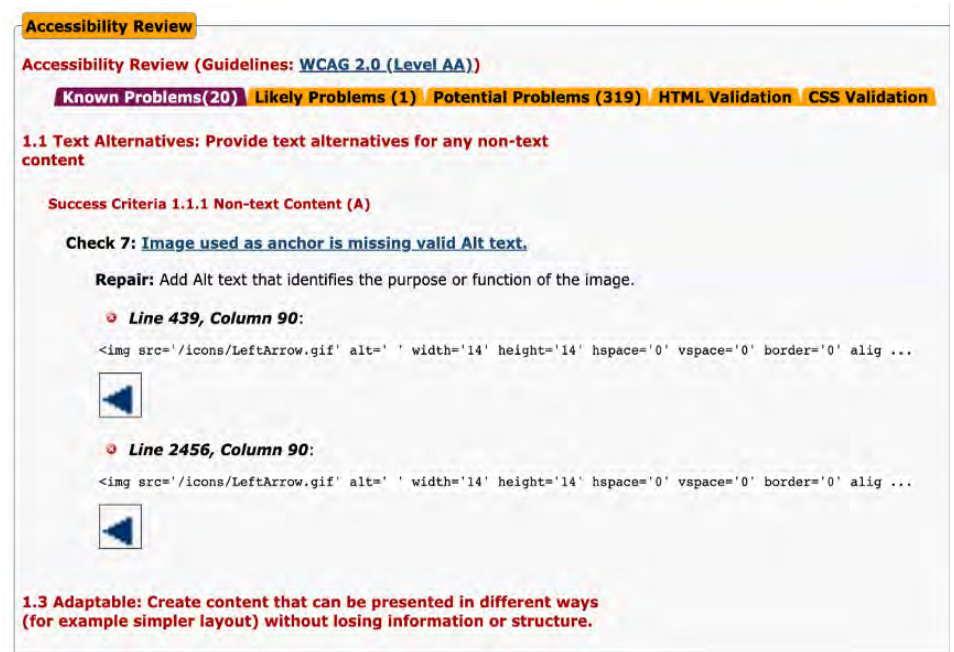 Accessibility Review
Accessibility Review (Guidelines: WCAG 2.0 (Level AA))
Known Problems(20) Likely Problems (1) Potential Problems (319) HTML Validation CSS Validation
1.1 Text Alternatives: Provide text alternatives for any non-text
content
Success Criteria 1.1.1 Non-text Content (A)
Check 7: Image used as anchor is missing valid Alt text.
Repair: Add Alt text that identifies the purpose or function of the image.
Line 439, Column 90:
<img src='/icons/LeftArrow.gif' alt=' ' width='14' height='14' hspace='0' vspace='0' border='0' alig ...
Line 2456, Column 90:
<img src='/icons/LeftArrow.gif' alt=' ' width='14' height='14' hspace='0' vspace='0' border='0' alig ...
1.3 Adaptable: Create content that can be presented in different ways
(for example simpler layout) without losing information or structure.